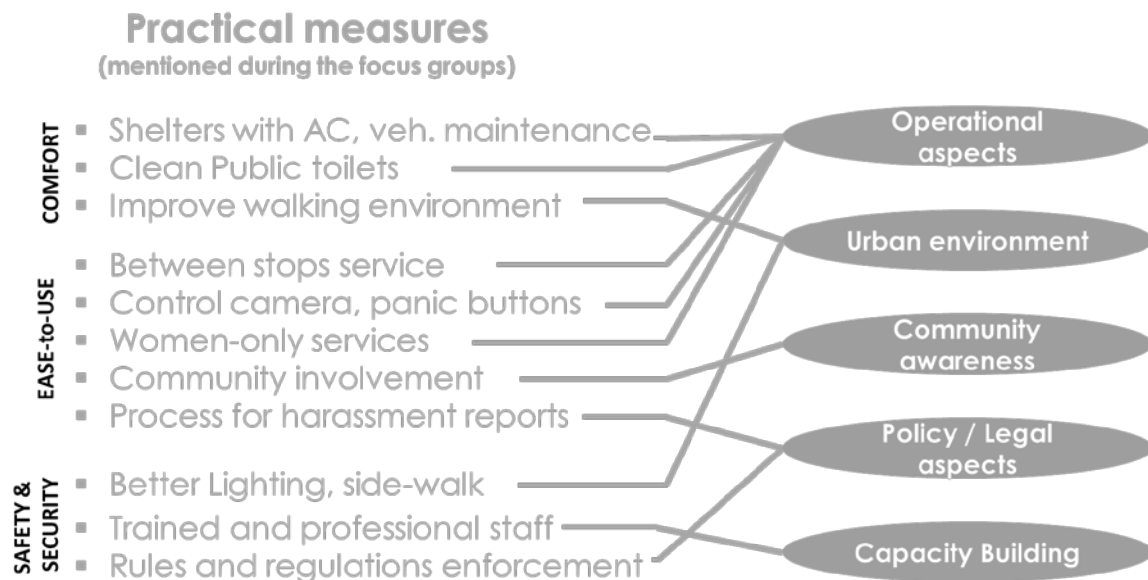 Practical measures
(mentioned during the focus groups)
COMFORT
▪ Shelters with AC, veh. maintenance
▪ Clean Public toilets
▪ Improve walking environment
EASE-to-USE
▪ Between stops service
▪ Control camera, panic buttons
▪ Women-only services
▪ Community involvement
▪ Process for harassment reports
SAFETY &
SECURITY
▪ Better Lighting, side-walk
▪ Trained and professional staff
▪ Rules and regulations enforcement
Operational
aspects
Urban environment
Community
awareness
Policy / Legal
aspects
Capacity Building